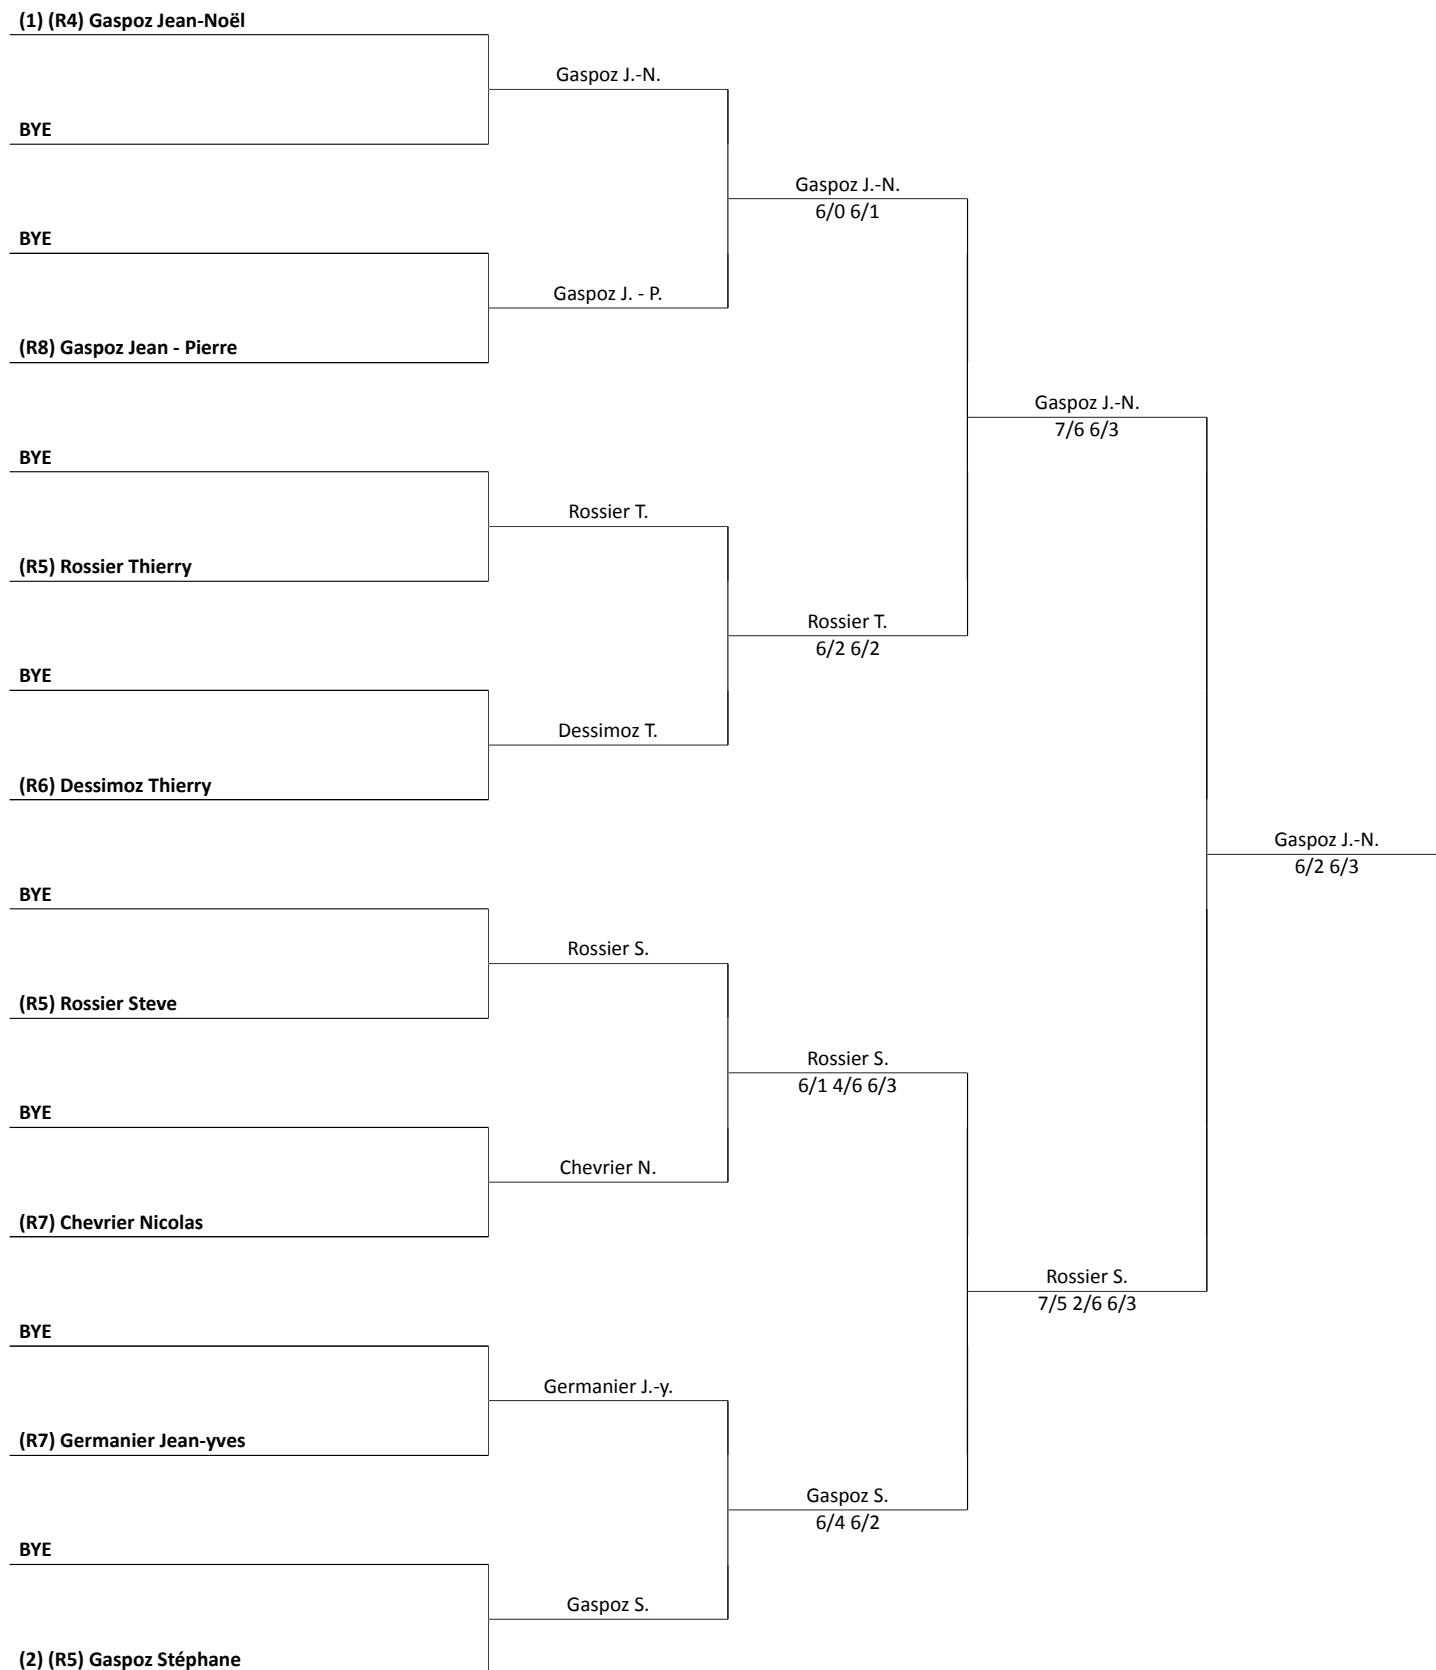 (1) (R4) Gaspoz Jean-Noël
Gaspoz J.-N.
BYE
Gaspoz J.-N.
6/0 6/1
BYE
Gaspoz J. - P.
(R8) Gaspoz Jean - Pierre
Gaspoz J.-N.
7/6 6/3
BYE
Rossier T.
(R5) Rossier Thierry
Rossier T.
6/2 6/2
BYE
Dessimoz T.
(R6) Dessimoz Thierry
Gaspoz J.-N.
6/2 6/3
BYE
Rossier S.
(R5) Rossier Steve
Rossier S.
6/1 4/6 6/3
BYE
Chevrier N.
(R7) Chevrier Nicolas
Rossier S.
7/5 2/6 6/3
BYE
Germanier J.-y.
(R7) Germanier Jean-yves
Gaspoz S.
6/4 6/2
BYE
Gaspoz S.
(2) (R5) Gaspoz Stéphane